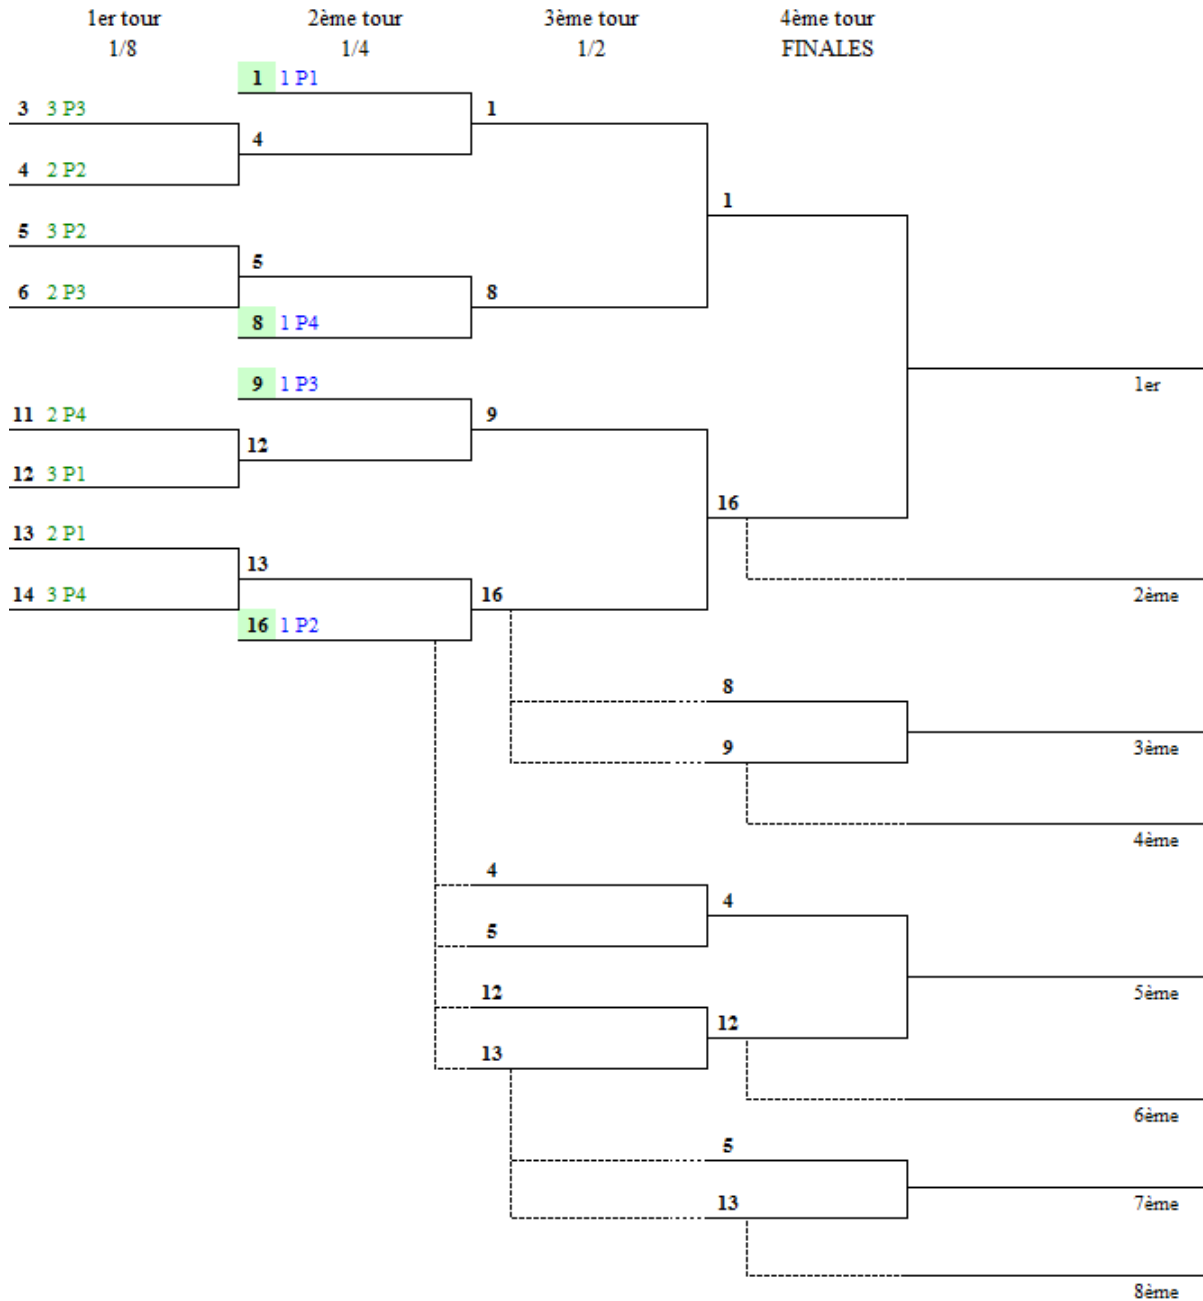 1er tour 2ème tour 3ème tour 4ème tour
1/8 1/4 1/2 FINALES
1 1 P1
3 3 P3 1
4
4 2 P2
1
5 3 P2
5
6 2 P3 8
8 1 P4
9 1 P3
1er
11 2 P4 9
12
12 3 P1
16
13 2 P1
13
14 3 P4 16
2ème
16 1 P2
8
9 3ème
4ème
4
4
5
12 5ème
12
13
6ème
5
13 7ème
8ème